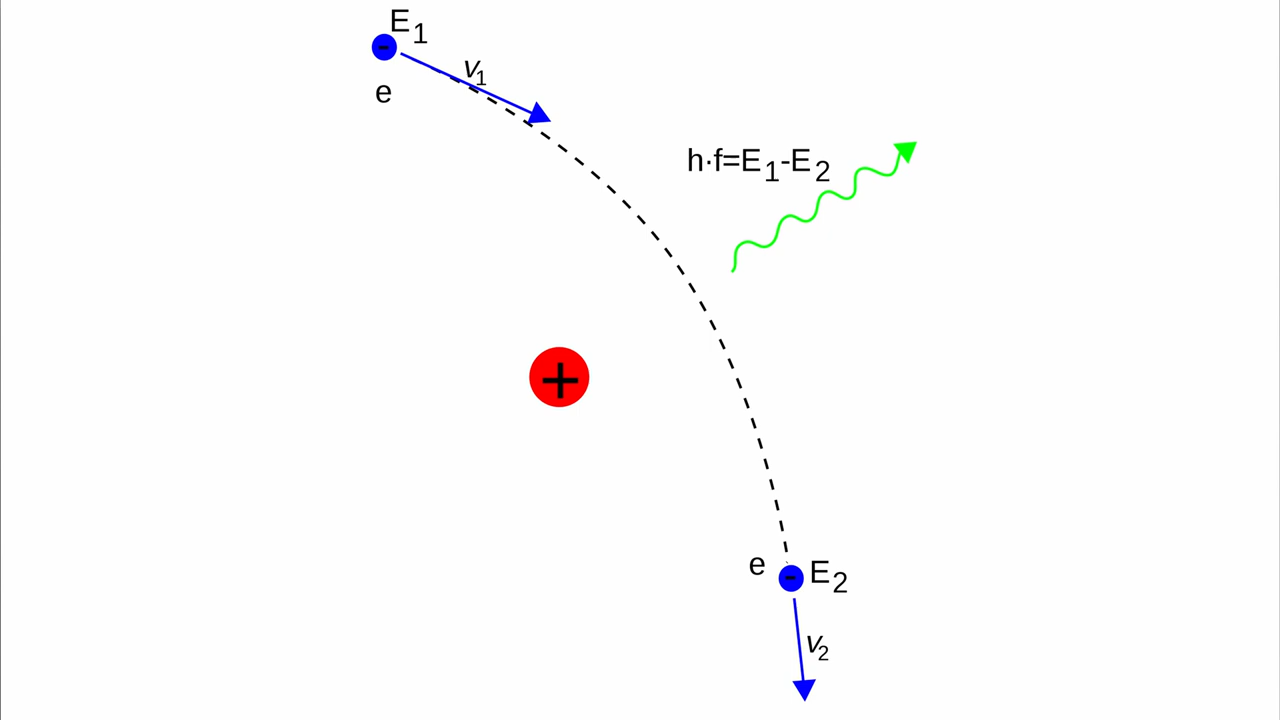 E₁
-
e
v₁
h·f=E₁-E₂
+
e
-
E₂
v₂